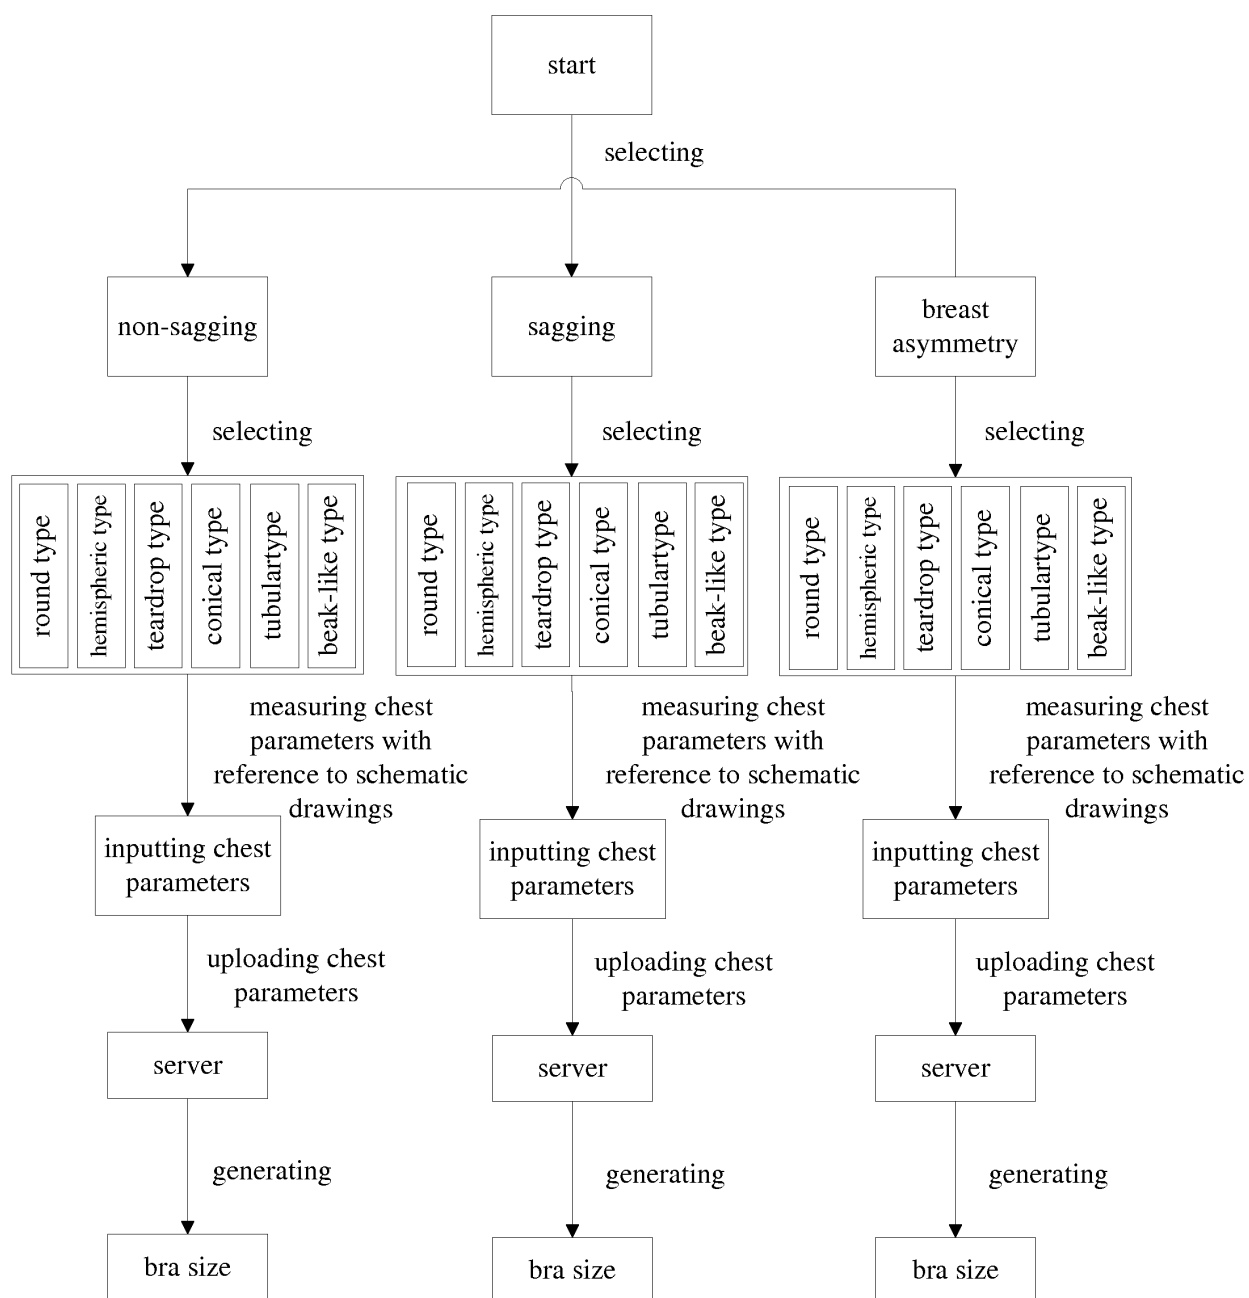 start
selecting
non-sagging
sagging
breast
asymmetry
selecting
selecting
selecting
round type
hemispheric type
teardrop type
conical type
tubulartype
beak-like type
round type
hemispheric type
teardrop type
conical type
tubulartype
beak-like type
round type
hemispheric type
teardrop type
conical type
tubulartype
beak-like type
measuring chest
parameters with
reference to schematic
drawings
measuring chest
parameters with
reference to schematic
drawings
measuring chest
parameters with
reference to schematic
drawings
inputting chest
parameters
inputting chest
parameters
inputting chest
parameters
uploading chest
parameters
uploading chest
parameters
uploading chest
parameters
server
server
server
generating
generating
generating
bra size
bra size
bra size